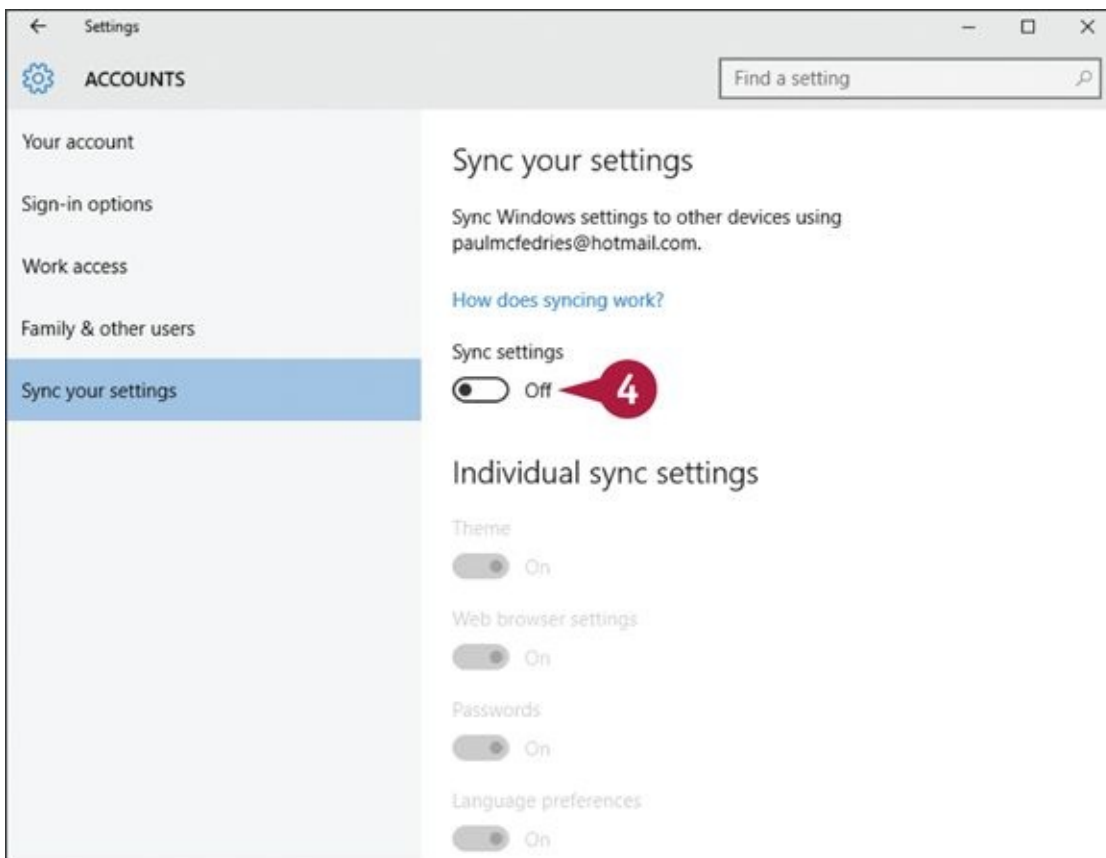 Settings
ACCOUNTS
Find a setting
Your account
Sign-in options
Work access
Family & other users
Sync your settings
Sync your settings
Sync Windows settings to other devices using
paulmcfedries@hotmail.com.
How does syncing work?
Sync settings
Off 4
Individual sync settings
Theme
On
Web browser settings
On
Passwords
On
Language preferences
On